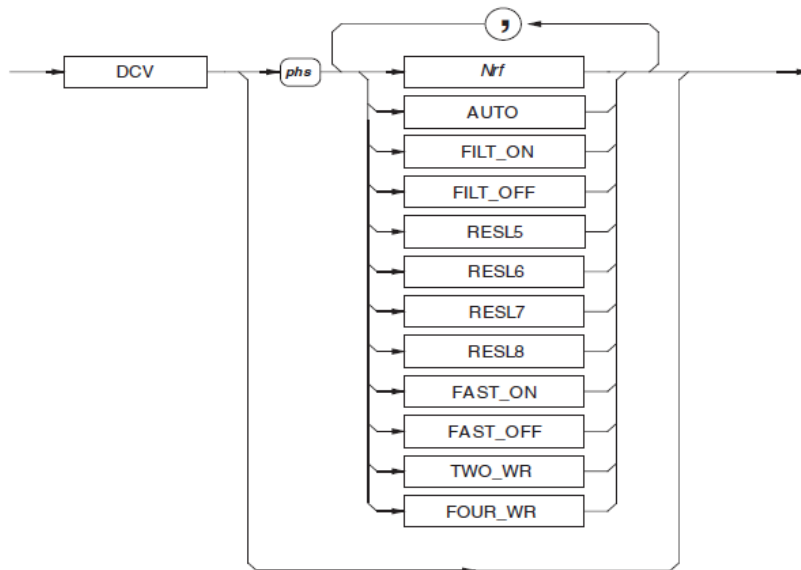 ,
DCV
phs
Nrf
AUTO
FILT_ON
FILT_OFF
RESL5
RESL6
RESL7
RESL8
FAST_ON
FAST_OFF
TWO_WR
FOUR_WR